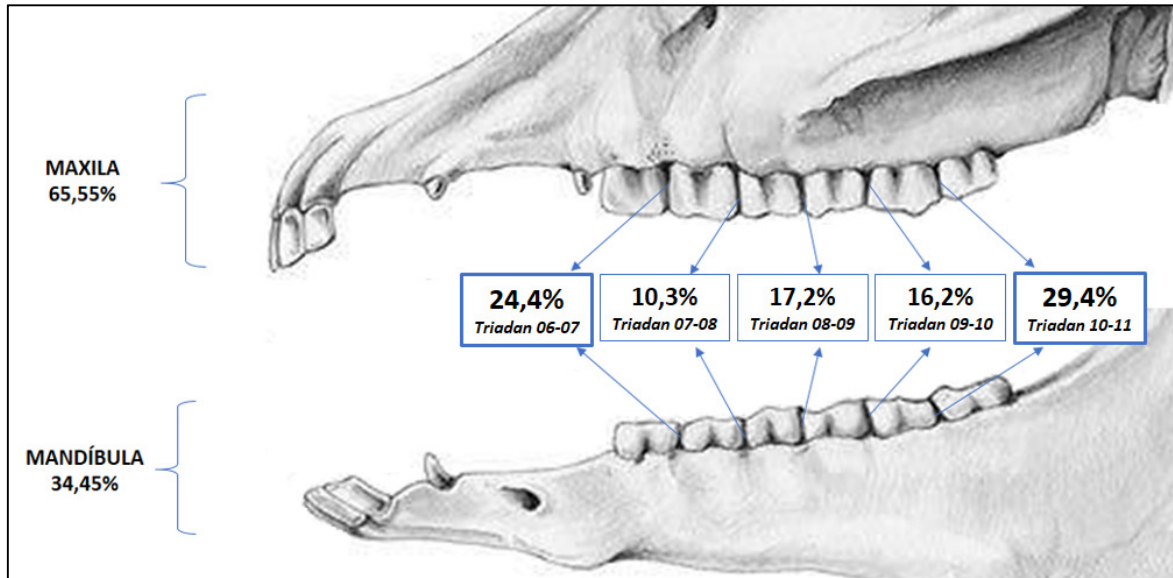 MAXILA
65,55%
24,4%
Triadan 06-07
10,3%
Triadan 07-08
17,2%
Triadan 08-09
16,2%
Triadan 09-10
29,4%
Triadan 10-11
MANDÍBULA
34,45%